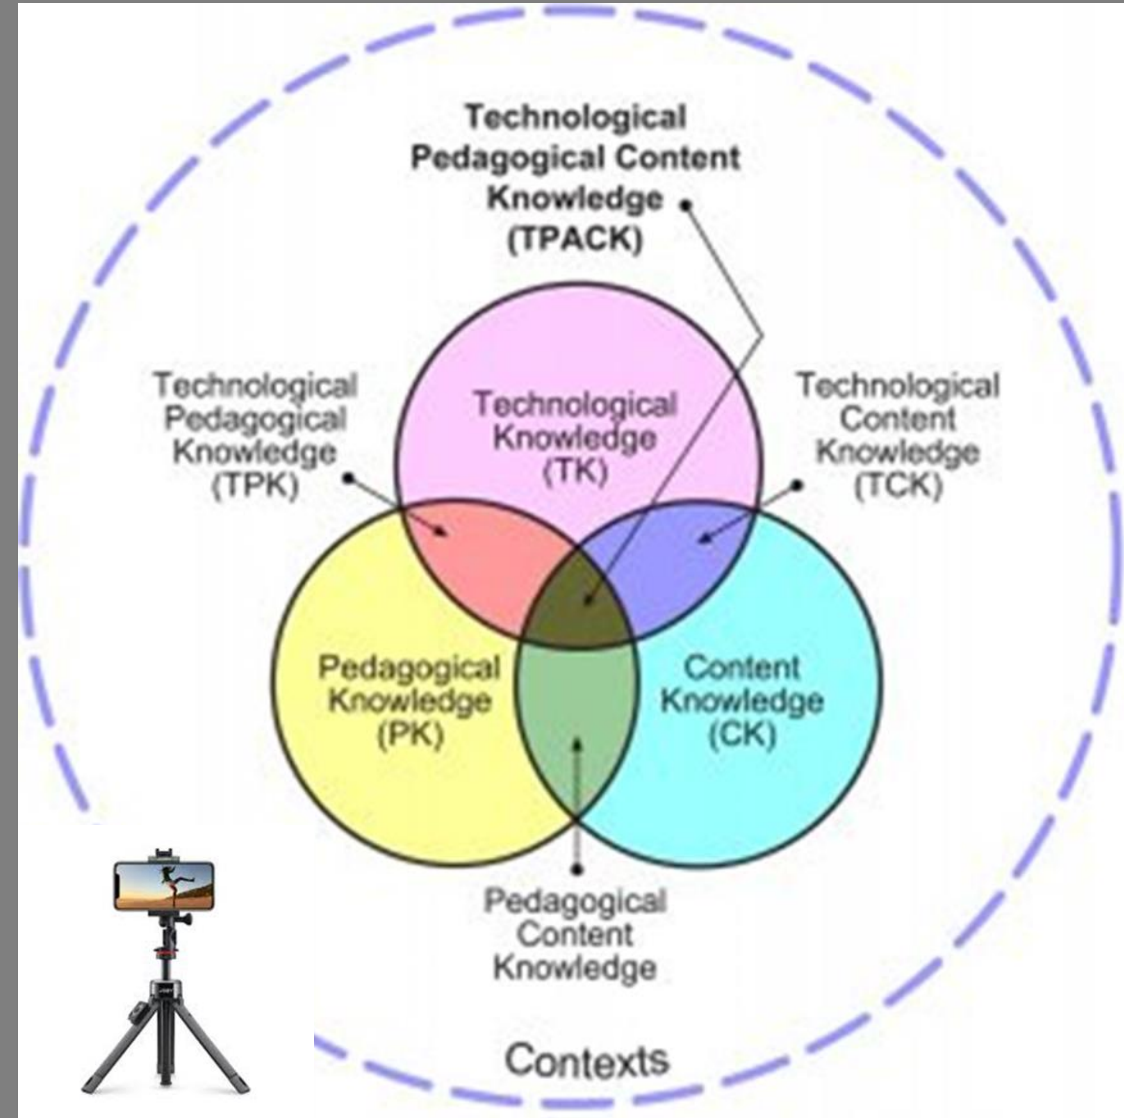 Technological
Pedagogical Content
Knowledge
(TPACK)
Technological
Pedagogical
Knowledge
(TPK)
Technological
Knowledge
(TK)
Technological
Content
Knowledge
(TCK)
Pedagogical
Knowledge
(PK)
Content
Knowledge
(CK)
Pedagogical
Content
Knowledge
Contexts